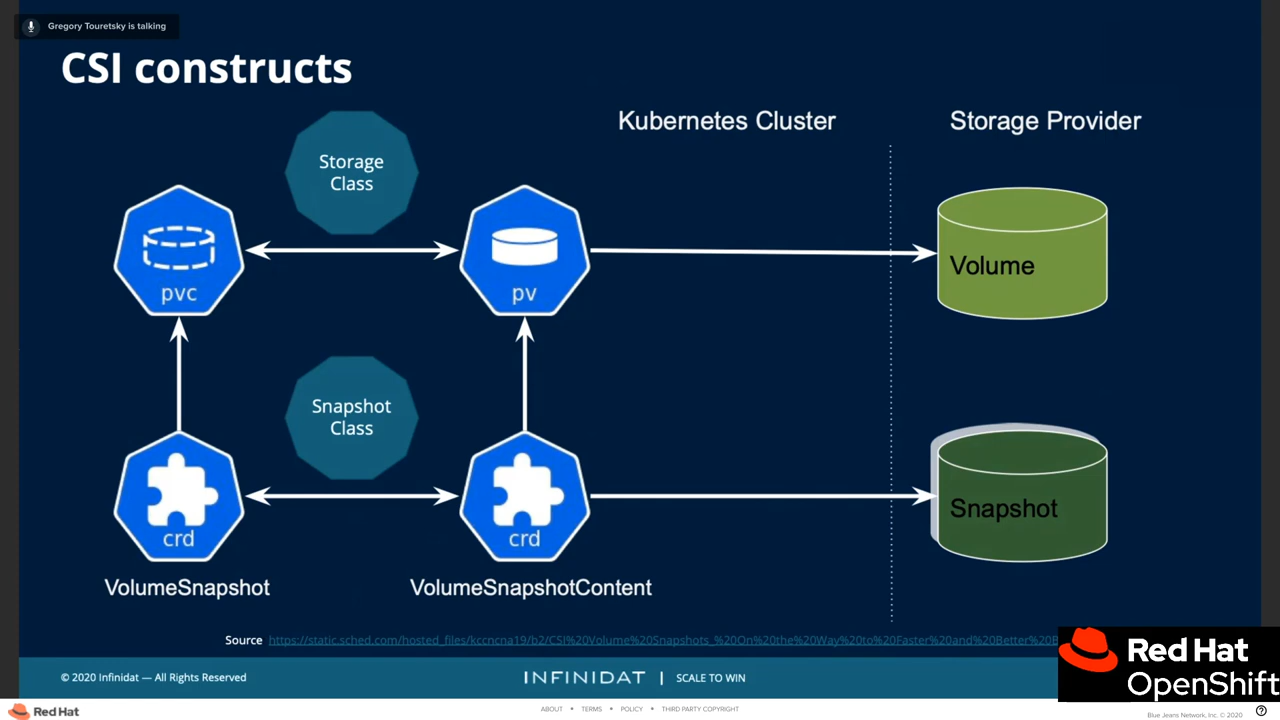 Gregory Touretsky is talking
CSI constructs
Kubernetes Cluster
Storage Provider
Storage
Class
pvc
pv
Volume
Snapshot
Class
crd
crd
Snapshot
VolumeSnapshot
VolumeSnapshotContent
Source https://static.sched.com/hosted_files/kccncna19/b2/CSI%20Volume%20Snapshots_%20On%20the%20Way%20to%20Faster%20and%20Better%20B
© 2020 Infinidat — All Rights Reserved
INFINIDAT | SCALE TO WIN
Red Hat
OpenShift
Red Hat
ABOUT • TERMS • POLICY • THIRD PARTY COPYRIGHT
Blue Jeans Network, Inc. © 2020